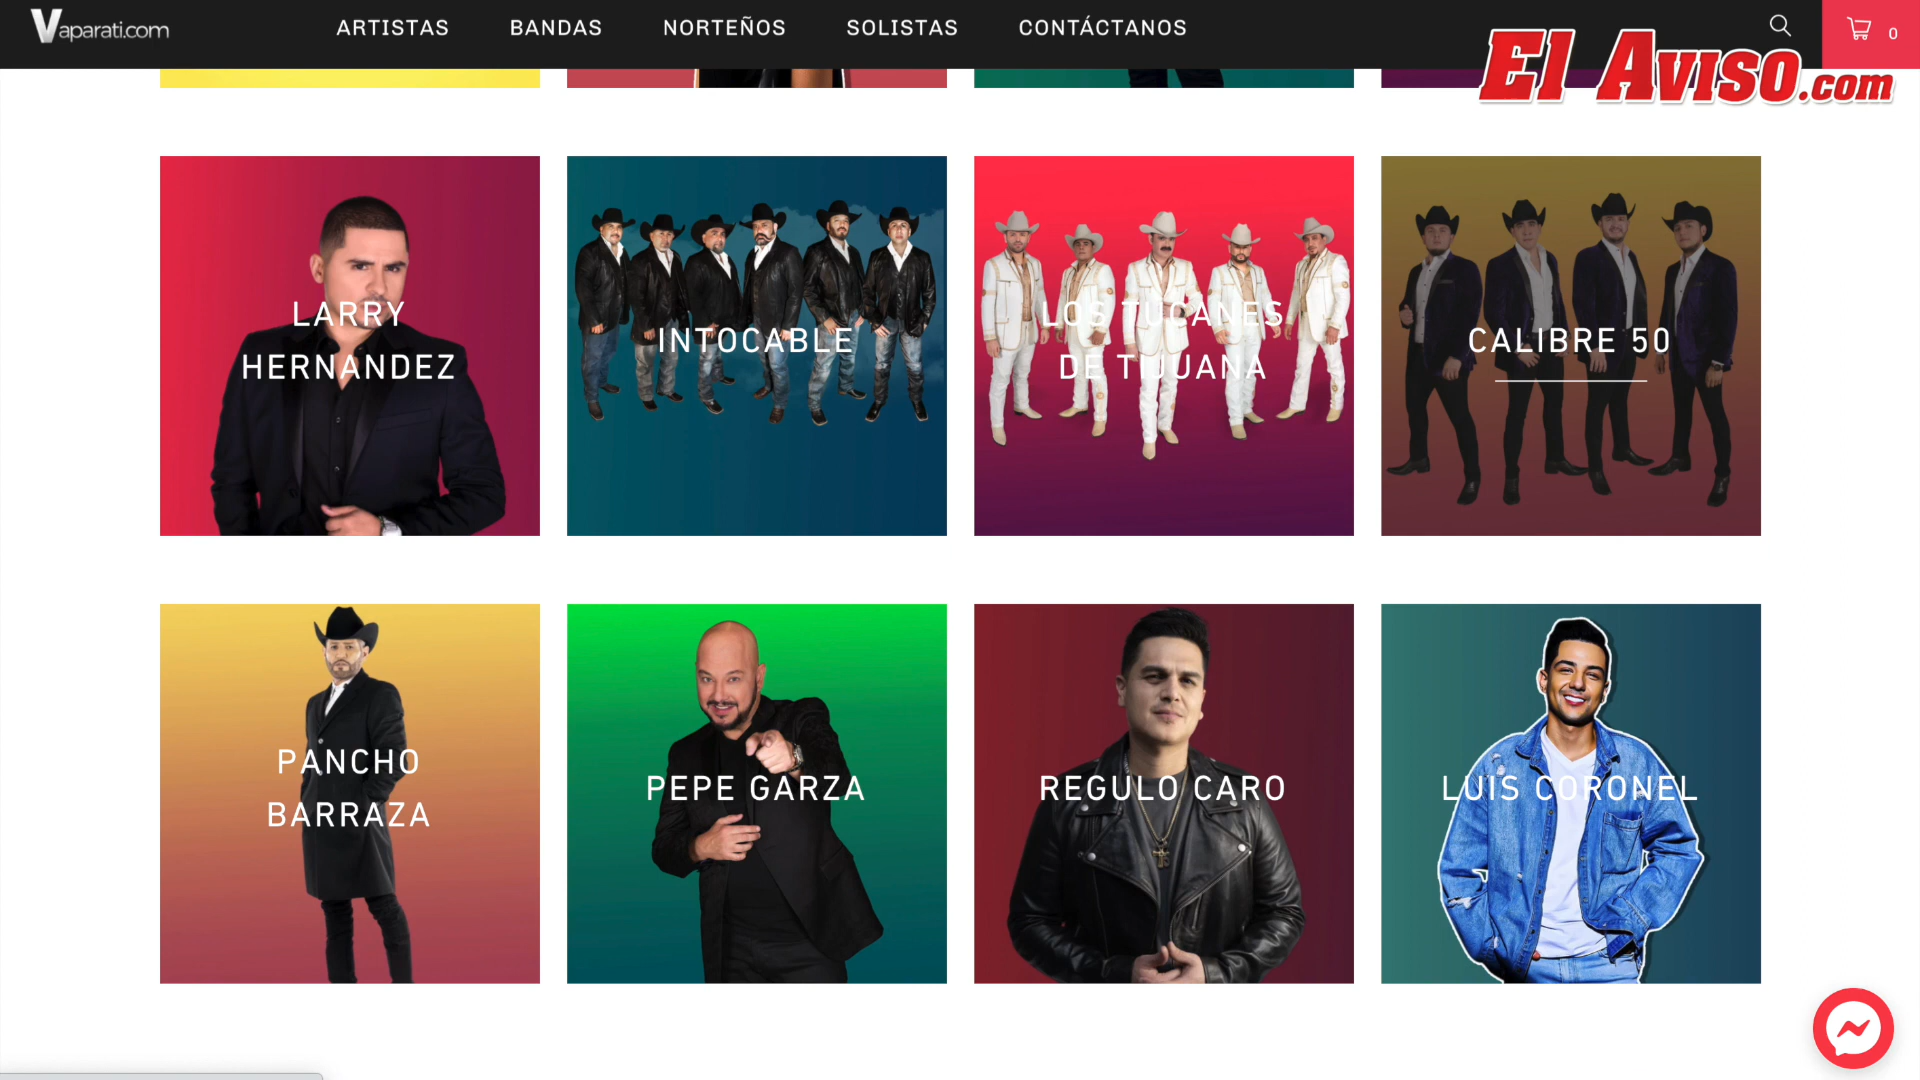 Vaparati.com
ARTISTAS
BANDAS
NORTEÑOS
SOLISTAS
CONTÁCTANOS
0
El Aviso.com
LARRY
HERNANDEZ
INTOCABLE
LOS TUCANES
DE TIJUANA
CALIBRE 50
PANCHO
BARRAZA
PEPE GARZA
REGULO CARO
LUIS CORONEL